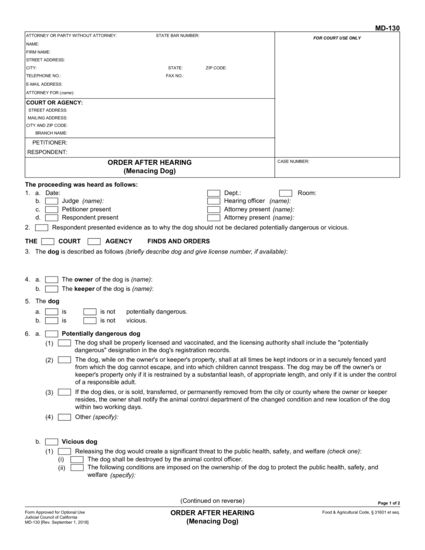 MD-130
ATTORNEY OR PARTY WITHOUT ATTORNEY: STATE BAR NUMBER:
FOR COURT USE ONLY
NAME:
FIRM NAME:
STREET ADDRESS:
CITY: STATE: ZIP CODE:
TELEPHONE NO.: FAX NO.:
E-MAIL ADDRESS:
ATTORNEY FOR (name):
COURT OR AGENCY:
STREET ADDRESS:
MAILING ADDRESS:
CITY AND ZIP CODE:
BRANCH NAME:
PETITIONER:
RESPONDENT:
ORDER AFTER HEARING
(Menacing Dog)
CASE NUMBER:
The proceeding was heard as follows:
1. a. Date: Dept.: Room:
b. Judge (name): Hearing officer (name):
c. Petitioner present Attorney present (name):
d. Respondent present Attorney present (name):
2. Respondent presented evidence as to why the dog should not be declared potentially dangerous or vicious.
THE COURT AGENCY FINDS AND ORDERS
3. The dog is described as follows (briefly describe dog and give license number, if available):
4. a. The owner of the dog is (name):
b. The keeper of the dog is (name):
5. The dog
a. is is not potentially dangerous.
b. is is not vicious.
6. a. Potentially dangerous dog
(1) The dog shall be properly licensed and vaccinated, and the licensing authority shall include the "potentially
dangerous" designation in the dog's registration records.
(2) The dog, while on the owner's or keeper's property, shall at all times be kept indoors or in a securely fenced yard
from which the dog cannot escape, and into which children cannot trespass. The dog may be off the owner's or
keeper's property only if it is restrained by a substantial leash, of appropriate length, and only if it is under the control
of a responsible adult.
(3) If the dog dies, or is sold, transferred, or permanently removed from the city or county where the owner or keeper
resides, the owner shall notify the animal control department of the changed condition and new location of the dog
within two working days.
(4) Other (specify):
b. Vicious dog
(1) Releasing the dog would create a significant threat to the public health, safety, and welfare (check one):
(i) The dog shall be destroyed by the animal control officer.
(ii) The following conditions are imposed on the ownership of the dog to protect the public health, safety, and
welfare (specify):
(Continued on reverse)
Page 1 of 2
Form Approved for Optional Use
Judicial Council of California
MD-130 [Rev. September 1, 2018]
ORDER AFTER HEARING
(Menacing Dog)
Food & Agricultural Code, § 31601 et seq.